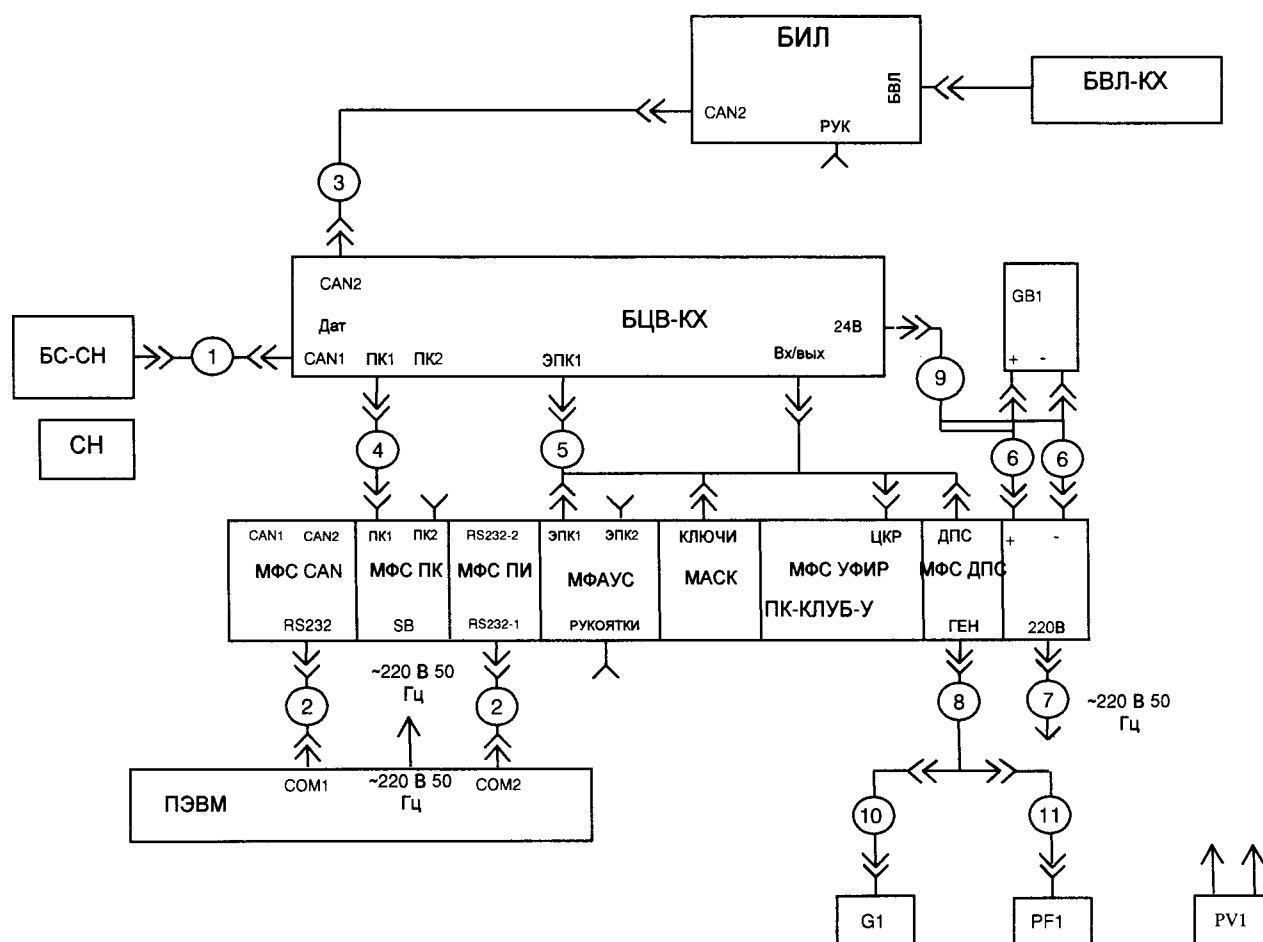 БИЛ
БВЛ
CAN2
РУК
БВЛ-КХ
3
CAN2
БЦВ-КХ
Дат
24В
CAN1 ПК1 ПК2 ЭПК1 Вх/вых
GB1
+ -
БС-СН
1
СН
9
4
5
6
6
CAN1 CAN2
МФС CAN
RS232
ПК1 ПК2
МФС ПК
SB
RS232-2
МФС ПИ
RS232-1
ЭПК1 ЭПК2
МФАУС
РУКОЯТКИ
КЛЮЧИ
МАСК
ЦКР
МФС УФИР
ПК-КЛУБ-У
ДПС
МФС ДПС
ГЕН
+ -
220В
2
~220 В 50
Гц
2
8
7
~220 В 50
Гц
ПЭВМ
COM1
~220 В 50
Гц
COM2
10
11
G1
PF1
PV1